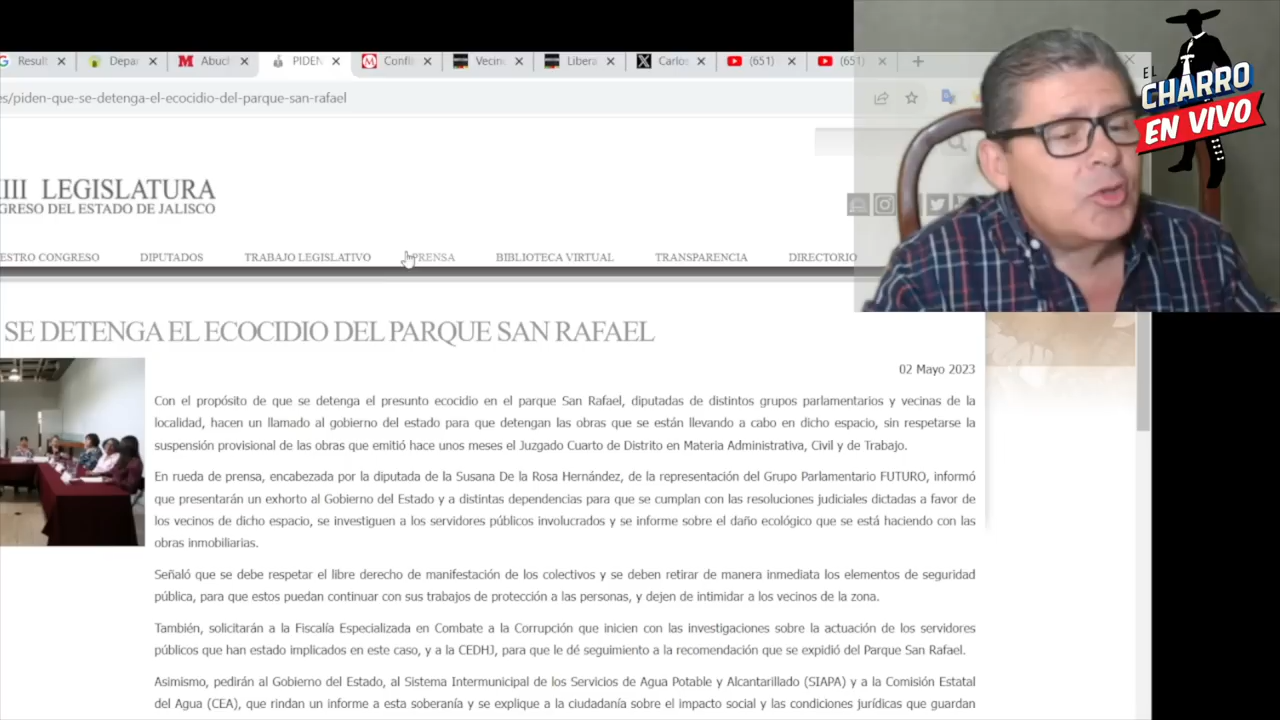 Result
Depa
Abuc
PIDEN
Confi
Vecin
Libera
Carlos
(651)
(651)
es/piden-que-se-detenga-el-ecocidio-del-parque-san-rafael
EL
CHARRO
EN VIVO
III LEGISLATURA
GRESO DEL ESTADO DE JALISCO
ESTRO CONGRESO
DIPUTADOS
TRABAJO LEGISLATIVO
PRENSA
BIBLIOTECA VIRTUAL
TRANSPARENCIA
DIRECTORIO
SE DETENGA EL ECOCIDIO DEL PARQUE SAN RAFAEL
02 Mayo 2023
Con el propósito de que se detenga el presunto ecocidio en el parque San Rafael, diputadas de distintos grupos parlamentarios y vecinas de la
localidad, hacen un llamado al gobierno del estado para que detengan las obras que se están llevando a cabo en dicho espacio, sin respetarse la
suspensión provisional de las obras que emitió hace unos meses el Juzgado Cuarto de Distrito en Materia Administrativa, Civil y de Trabajo.
En rueda de prensa, encabezada por la diputada de la Susana De la Rosa Hernández, de la representación del Grupo Parlamentario FUTURO, informó
que presentarán un exhorto al Gobierno del Estado y a distintas dependencias para que se cumplan con las resoluciones judiciales dictadas a favor de
los vecinos de dicho espacio, se investiguen a los servidores públicos involucrados y se informe sobre el daño ecológico que se está haciendo con las
obras inmobiliarias.
Señaló que se debe respetar el libre derecho de manifestación de los colectivos y se deben retirar de manera inmediata los elementos de seguridad
pública, para que estos puedan continuar con sus trabajos de protección a las personas, y dejen de intimidar a los vecinos de la zona.
También, solicitarán a la Fiscalía Especializada en Combate a la Corrupción que inicien con las investigaciones sobre la actuación de los servidores
públicos que han estado implicados en este caso, y a la CEDHJ, para que le dé seguimiento a la recomendación que se expidió del Parque San Rafael.
Asimismo, pedirán al Gobierno del Estado, al Sistema Intermunicipal de los Servicios de Agua Potable y Alcantarillado (SIAPA) y a la Comisión Estatal
del Agua (CEA), que rindan un informe a esta soberanía y se explique a la ciudadanía sobre el impacto social y las condiciones jurídicas que guardan